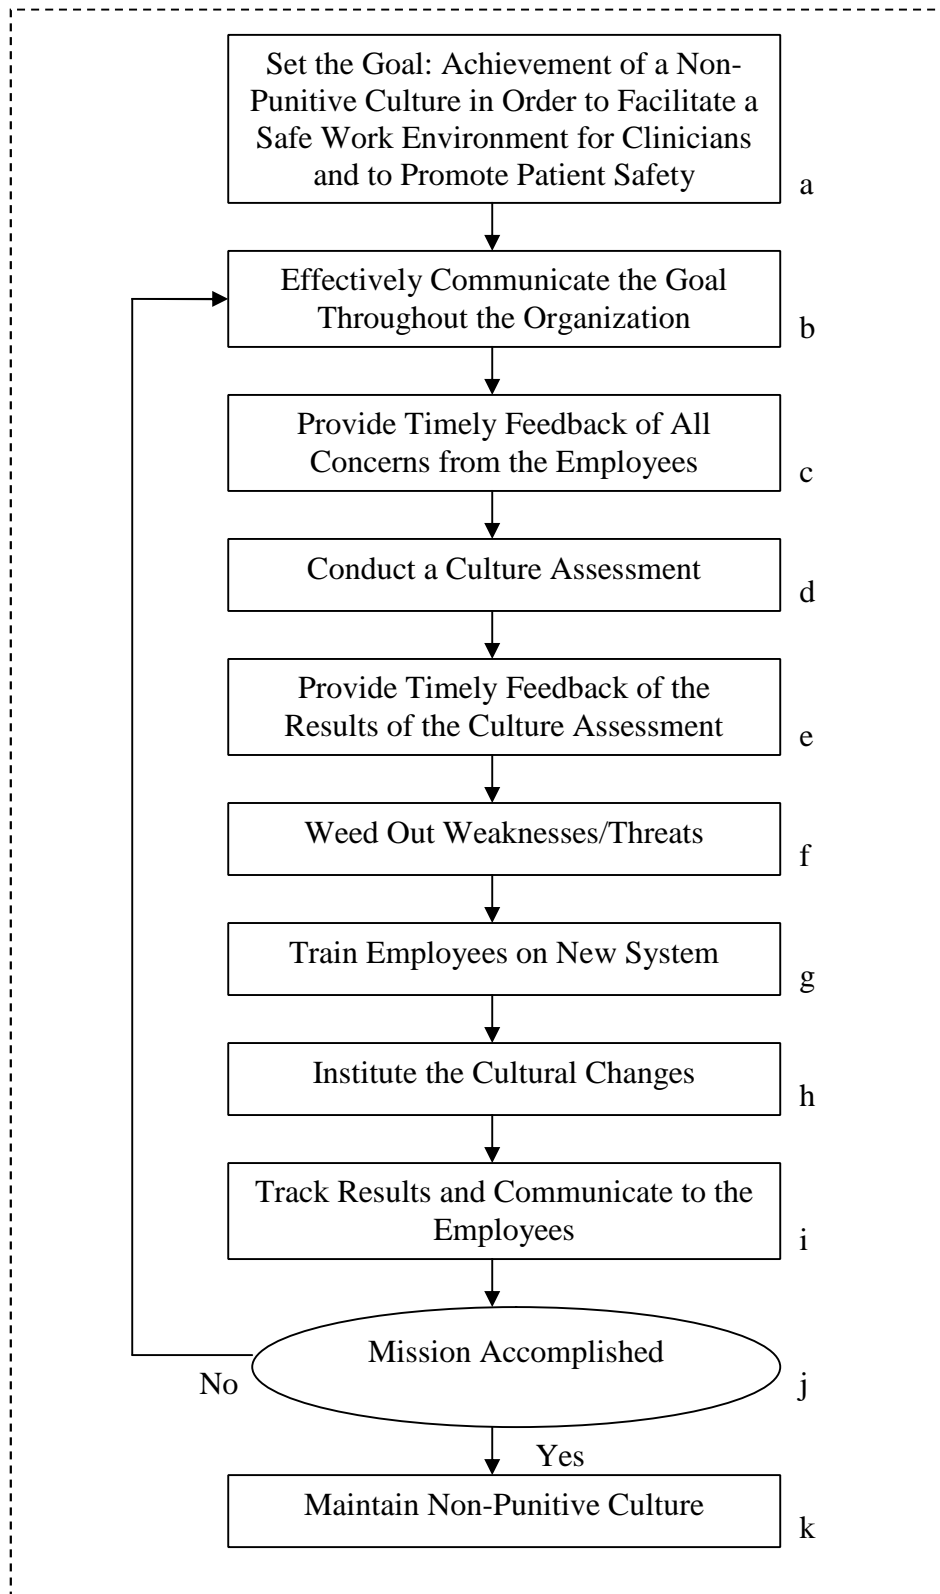 Set the Goal: Achievement of a Non-
Punitive Culture in Order to Facilitate a
Safe Work Environment for Clinicians
and to Promote Patient Safety
a
Effectively Communicate the Goal
Throughout the Organization
b
Provide Timely Feedback of All
Concerns from the Employees
c
Conduct a Culture Assessment
d
Provide Timely Feedback of the
Results of the Culture Assessment
e
Weed Out Weaknesses/Threats
f
Train Employees on New System
g
Institute the Cultural Changes
h
Track Results and Communicate to the
Employees
i
Mission Accomplished
No
j
Yes
Maintain Non-Punitive Culture
k